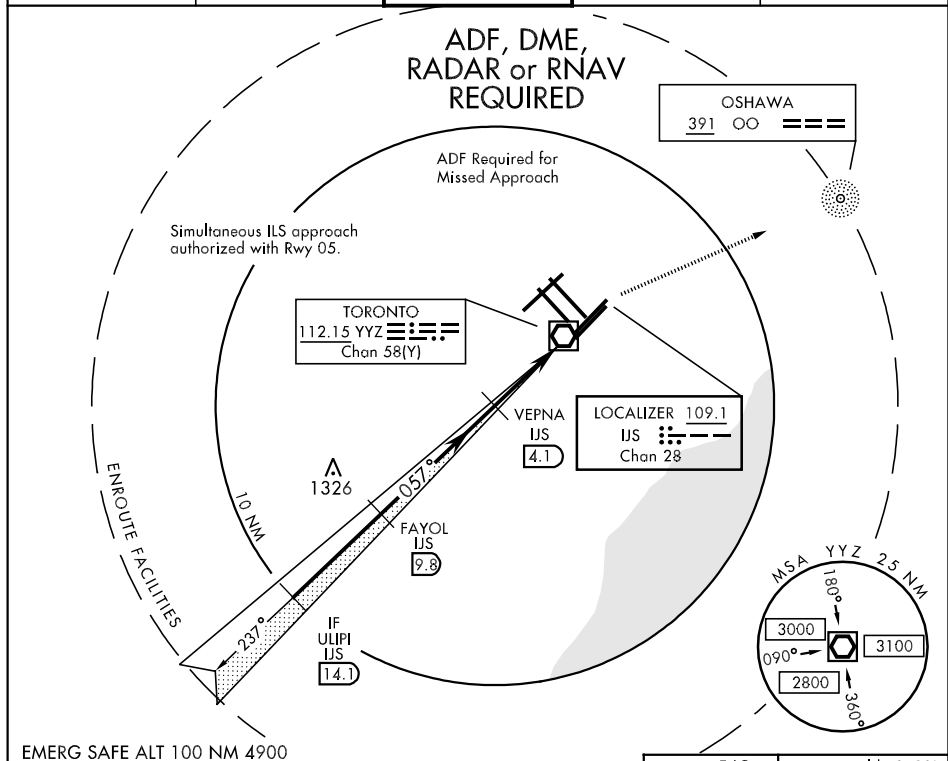 ADF, DME,
RADAR or RNAV
REQUIRED
OSHAWA
391 OO
ADF Required for
Missed Approach
Simultaneous ILS approach
authorized with Rwy 05.
TORONTO
112.15 YYZ
Chan 58(Y)
VEPNA
IJS
4.1
LOCALIZER 109.1
IJS
Chan 28
1326
057°
FAYOL
IJS
9.8
10 NM
ENROUTE FACILITIES
237°
IF
ULIPI
IJS
14.1
MSA YYZ 25 NM
180°
3000
090°
3100
2800
360°
EMERG SAFE ALT 100 NM 4900